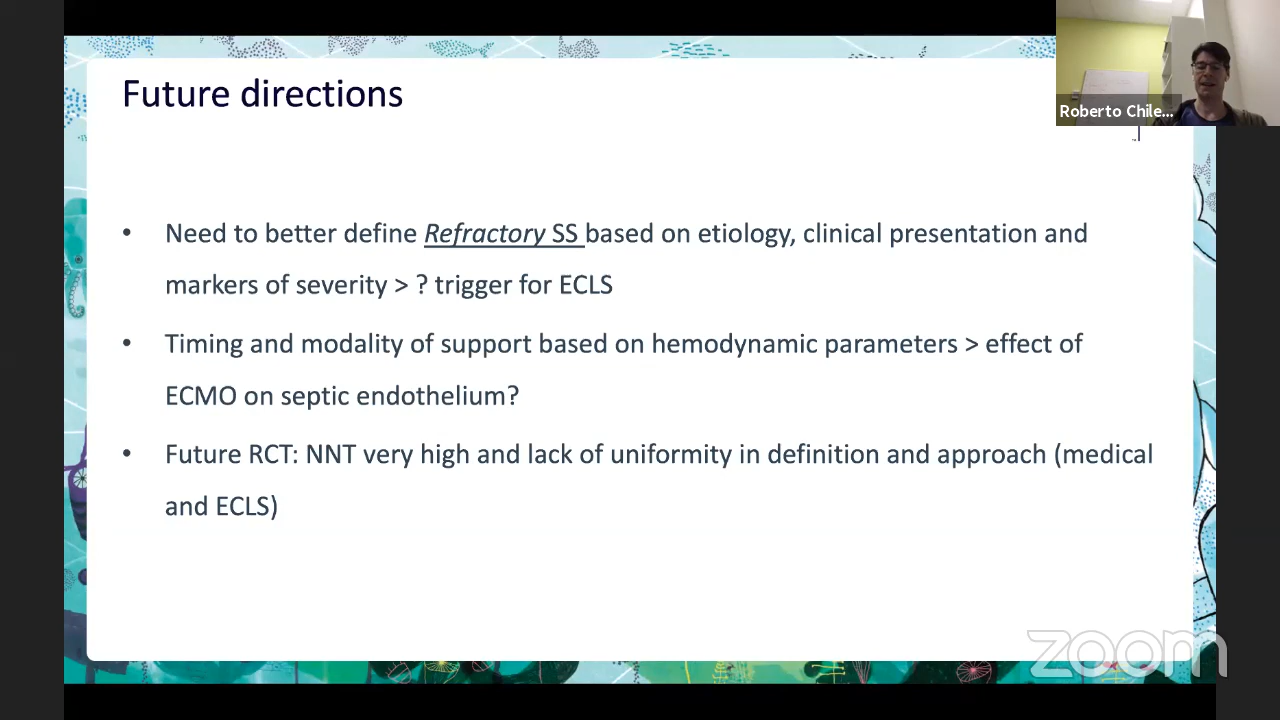 Future directions
Roberto Chile...
• Need to better define Refractory SS based on etiology, clinical presentation and
markers of severity > ? trigger for ECLS
• Timing and modality of support based on hemodynamic parameters > effect of
ECMO on septic endothelium?
• Future RCT: NNT very high and lack of uniformity in definition and approach (medical
and ECLS)
zoom